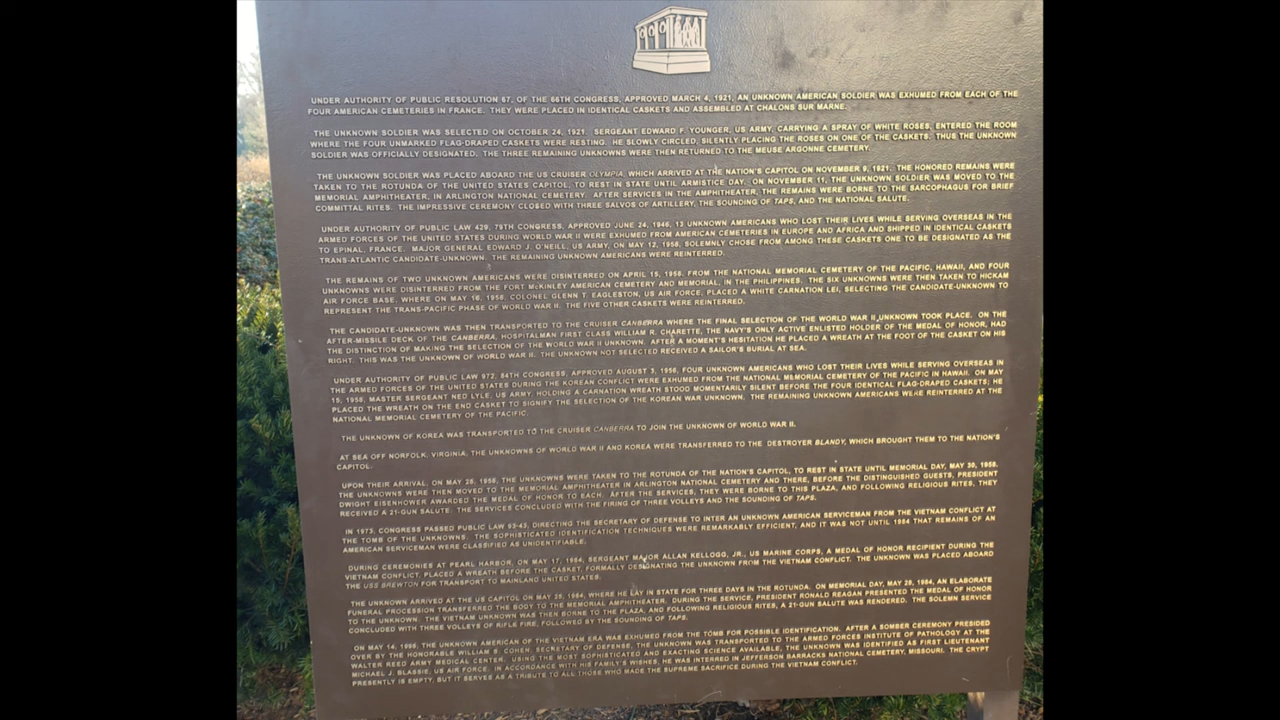 UNDER AUTHORITY OF PUBLIC RESOLUTION 67, OF THE 66TH CONGRESS, APPROVED MARCH 4, 1921, AN UNKNOWN AMERICAN SOLDIER WAS EXHUMED FROM EACH OF THE
FOUR AMERICAN CEMETERIES IN FRANCE. THEY WERE PLACED IN IDENTICAL CASKETS AND ASSEMBLED AT CHALONS SUR MARNE.
THE UNKNOWN SOLDIER WAS SELECTED ON OCTOBER 24, 1921. SERGEANT EDWARD F. YOUNGER, US ARMY, CARRYING A SPRAY OF WHITE ROSES, ENTERED THE ROOM
WHERE THE FOUR UNMARKED FLAG-DRAPED CASKETS WERE RESTING. HE SLOWLY CIRCLED, SILENTLY PLACING THE ROSES ON ONE OF THE CASKETS. THUS THE UNKNOWN
SOLDIER WAS OFFICIALLY DESIGNATED. THE THREE REMAINING UNKNOWNS WERE THEN RETURNED TO THE MEUSE ARGONNE CEMETERY.
THE UNKNOWN SOLDIER WAS PLACED ABOARD THE US CRUISER OLYMPIA, WHICH ARRIVED AT THE NATION'S CAPITOL ON NOVEMBER 9, 1921. THE HONORED REMAINS WERE
TAKEN TO THE ROTUNDA OF THE UNITED STATES CAPITOL, TO REST IN STATE UNTIL ARMISTICE DAY. ON NOVEMBER 11, THE UNKNOWN SOLDIER WAS MOVED TO THE
MEMORIAL AMPHITHEATER, IN ARLINGTON NATIONAL CEMETERY. AFTER SERVICES IN THE AMPHITHEATER, THE REMAINS WERE BORNE TO THE SARCOPHAGUS FOR BRIEF
COMMITTAL RITES. THE IMPRESSIVE CEREMONY CLOSED WITH THREE SALVOS OF ARTILLERY, THE SOUNDING OF TAPS, AND THE NATIONAL SALUTE.
UNDER AUTHORITY OF PUBLIC LAW 429, 79TH CONGRESS, APPROVED JUNE 24, 1946, 13 UNKNOWN AMERICANS WHO LOST THEIR LIVES WHILE SERVING OVERSEAS IN THE
ARMED FORCES OF THE UNITED STATES DURING WORLD WAR II WERE EXHUMED FROM AMERICAN CEMETERIES IN EUROPE AND AFRICA AND SHIPPED IN IDENTICAL CASKETS
TO EPINAL, FRANCE. MAJOR GENERAL EDWARD J. O'NEILL, US ARMY, ON MAY 12, 1958, SOLEMNLY CHOSE FROM AMONG THESE CASKETS ONE TO BE DESIGNATED AS THE
TRANS-ATLANTIC CANDIDATE-UNKNOWN. THE REMAINING UNKNOWN AMERICANS WERE REINTERRED.
THE REMAINS OF TWO UNKNOWN AMERICANS WERE DISINTERRED ON APRIL 15, 1958, FROM THE NATIONAL MEMORIAL CEMETERY OF THE PACIFIC, HAWAII, AND FOUR
UNKNOWNS WERE DISINTERRED FROM THE FORT McKINLEY AMERICAN CEMETERY AND MEMORIAL, IN THE PHILIPPINES. THE SIX UNKNOWNS WERE THEN TAKEN TO HICKAM
AIR FORCE BASE, WHERE ON MAY 16, 1958, COLONEL GLENN T. EAGLESTON, US AIR FORCE, PLACED A WHITE CARNATION LEI, SELECTING THE CANDIDATE-UNKNOWN TO
REPRESENT THE TRANS-PACIFIC PHASE OF WORLD WAR II. THE FIVE OTHER CASKETS WERE REINTERRED.
THE CANDIDATE-UNKNOWN WAS THEN TRANSPORTED TO THE CRUISER CANBERRA WHERE THE FINAL SELECTION OF THE WORLD WAR II UNKNOWN TOOK PLACE. ON THE
AFTER-MISSILE DECK OF THE CANBERRA, HOSPITALMAN FIRST CLASS WILLIAM R. CHARETTE, THE NAVY'S ONLY ACTIVE ENLISTED HOLDER OF THE MEDAL OF HONOR, HAD
THE DISTINCTION OF MAKING THE SELECTION OF THE WORLD WAR II UNKNOWN. AFTER A MOMENT'S HESITATION HE PLACED A WREATH AT THE FOOT OF THE CASKET ON HIS
RIGHT. THIS WAS THE UNKNOWN OF WORLD WAR II. THE UNKNOWN NOT SELECTED RECEIVED A SAILOR'S BURIAL AT SEA.
UNDER AUTHORITY OF PUBLIC LAW 972, 84TH CONGRESS, APPROVED AUGUST 3, 1956, FOUR UNKNOWN AMERICANS WHO LOST THEIR LIVES WHILE SERVING OVERSEAS IN
THE ARMED FORCES OF THE UNITED STATES DURING THE KOREAN CONFLICT WERE EXHUMED FROM THE NATIONAL MEMORIAL CEMETERY OF THE PACIFIC IN HAWAII. ON MAY
15, 1958, MASTER SERGEANT NED LYLE, US ARMY, HOLDING A CARNATION WREATH STOOD MOMENTARILY SILENT BEFORE THE FOUR IDENTICAL FLAG-DRAPED CASKETS; HE
PLACED THE WREATH ON THE END CASKET TO SIGNIFY THE SELECTION OF THE KOREAN WAR UNKNOWN. THE REMAINING UNKNOWN AMERICANS WERE REINTERRED AT THE
NATIONAL MEMORIAL CEMETERY OF THE PACIFIC.
THE UNKNOWN OF KOREA WAS TRANSPORTED TO THE CRUISER CANBERRA TO JOIN THE UNKNOWN OF WORLD WAR II.
AT SEA OFF NORFOLK, VIRGINIA, THE UNKNOWNS OF WORLD WAR II AND KOREA WERE TRANSFERRED TO THE DESTROYER BLANDY, WHICH BROUGHT THEM TO THE NATION'S
CAPITOL.
UPON THEIR ARRIVAL, ON MAY 28, 1958, THE UNKNOWNS WERE TAKEN TO THE ROTUNDA OF THE NATION'S CAPITOL, TO REST IN STATE UNTIL MEMORIAL DAY, MAY 30, 1958.
THE UNKNOWNS WERE THEN MOVED TO THE MEMORIAL AMPHITHEATER IN ARLINGTON NATIONAL CEMETERY AND THERE, BEFORE THE DISTINGUISHED GUESTS, PRESIDENT
DWIGHT EISENHOWER AWARDED THE MEDAL OF HONOR TO EACH. AFTER THE SERVICES, THEY WERE BORNE TO THIS PLAZA, AND FOLLOWING RELIGIOUS RITES, THEY
RECEIVED A 21-GUN SALUTE. THE SERVICES CONCLUDED WITH THE FIRING OF THREE VOLLEYS AND THE SOUNDING OF TAPS.
IN 1973, CONGRESS PASSED PUBLIC LAW 93-43, DIRECTING THE SECRETARY OF DEFENSE TO INTER AN UNKNOWN AMERICAN SERVICEMAN FROM THE VIETNAM CONFLICT AT
THE TOMB OF THE UNKNOWNS. THE SOPHISTICATED IDENTIFICATION TECHNIQUES WERE REMARKABLY EFFICIENT, AND IT WAS NOT UNTIL 1984 THAT REMAINS OF AN
AMERICAN SERVICEMAN WERE CLASSIFIED AS UNIDENTIFIABLE.
DURING CEREMONIES AT PEARL HARBOR, ON MAY 17, 1984, SERGEANT MAJOR ALLAN KELLOGG, JR., US MARINE CORPS, A MEDAL OF HONOR RECIPIENT DURING THE
VIETNAM CONFLICT, PLACED A WREATH BEFORE THE CASKET, FORMALLY DESIGNATING THE UNKNOWN FROM THE VIETNAM CONFLICT. THE UNKNOWN WAS PLACED ABOARD
THE USS BREWTON FOR TRANSPORT TO MAINLAND UNITED STATES.
THE UNKNOWN ARRIVED AT THE US CAPITOL ON MAY 25, 1984, WHERE HE LAY IN STATE FOR THREE DAYS IN THE ROTUNDA. ON MEMORIAL DAY, MAY 28, 1984, AN ELABORATE
FUNERAL PROCESSION TRANSFERRED THE BODY TO THE MEMORIAL AMPHITHEATER. DURING THE SERVICE, PRESIDENT RONALD REAGAN PRESENTED THE MEDAL OF HONOR
TO THE UNKNOWN. THE VIETNAM UNKNOWN WAS THEN BORNE TO THE PLAZA, AND FOLLOWING RELIGIOUS RITES, A 21-GUN SALUTE WAS RENDERED. THE SOLEMN SERVICE
CONCLUDED WITH THREE VOLLEYS OF RIFLE FIRE, FOLLOWED BY THE SOUNDING OF TAPS.
ON MAY 14, 1998, THE UNKNOWN AMERICAN OF THE VIETNAM ERA WAS EXHUMED FROM THE TOMB FOR POSSIBLE IDENTIFICATION. AFTER A SOMBER CEREMONY PRESIDED
OVER BY THE HONORABLE WILLIAM S. COHEN, SECRETARY OF DEFENSE, THE UNKNOWN WAS TRANSPORTED TO THE ARMED FORCES INSTITUTE OF PATHOLOGY AT THE
WALTER REED ARMY MEDICAL CENTER. USING THE MOST SOPHISTICATED AND EXACTING SCIENCE AVAILABLE, THE UNKNOWN WAS IDENTIFIED AS FIRST LIEUTENANT
MICHAEL J. BLASSIE, US AIR FORCE. IN ACCORDANCE WITH HIS FAMILY'S WISHES, HE WAS INTERRED IN JEFFERSON BARRACKS NATIONAL CEMETERY, MISSOURI. THE CRYPT
PRESENTLY IS EMPTY, BUT IT SERVES AS A TRIBUTE TO ALL THOSE WHO MADE THE SUPREME SACRIFICE DURING THE VIETNAM CONFLICT.